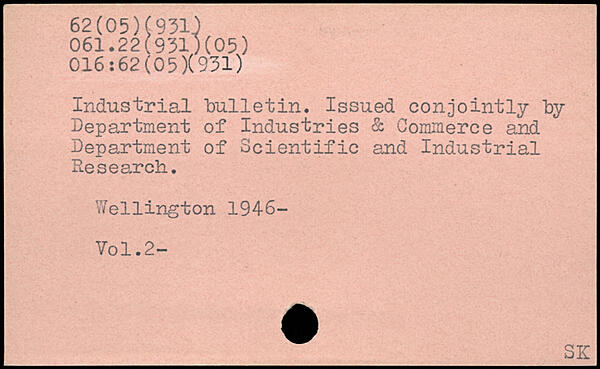 62(05)(931)
061.22(931)(05)
016:62(05)(931)
Industrial bulletin. Issued conjointly by
Department of Industries & Commerce and
Department of Scientific and Industrial
Research.
Wellington 1946-
Vol.2-
SK